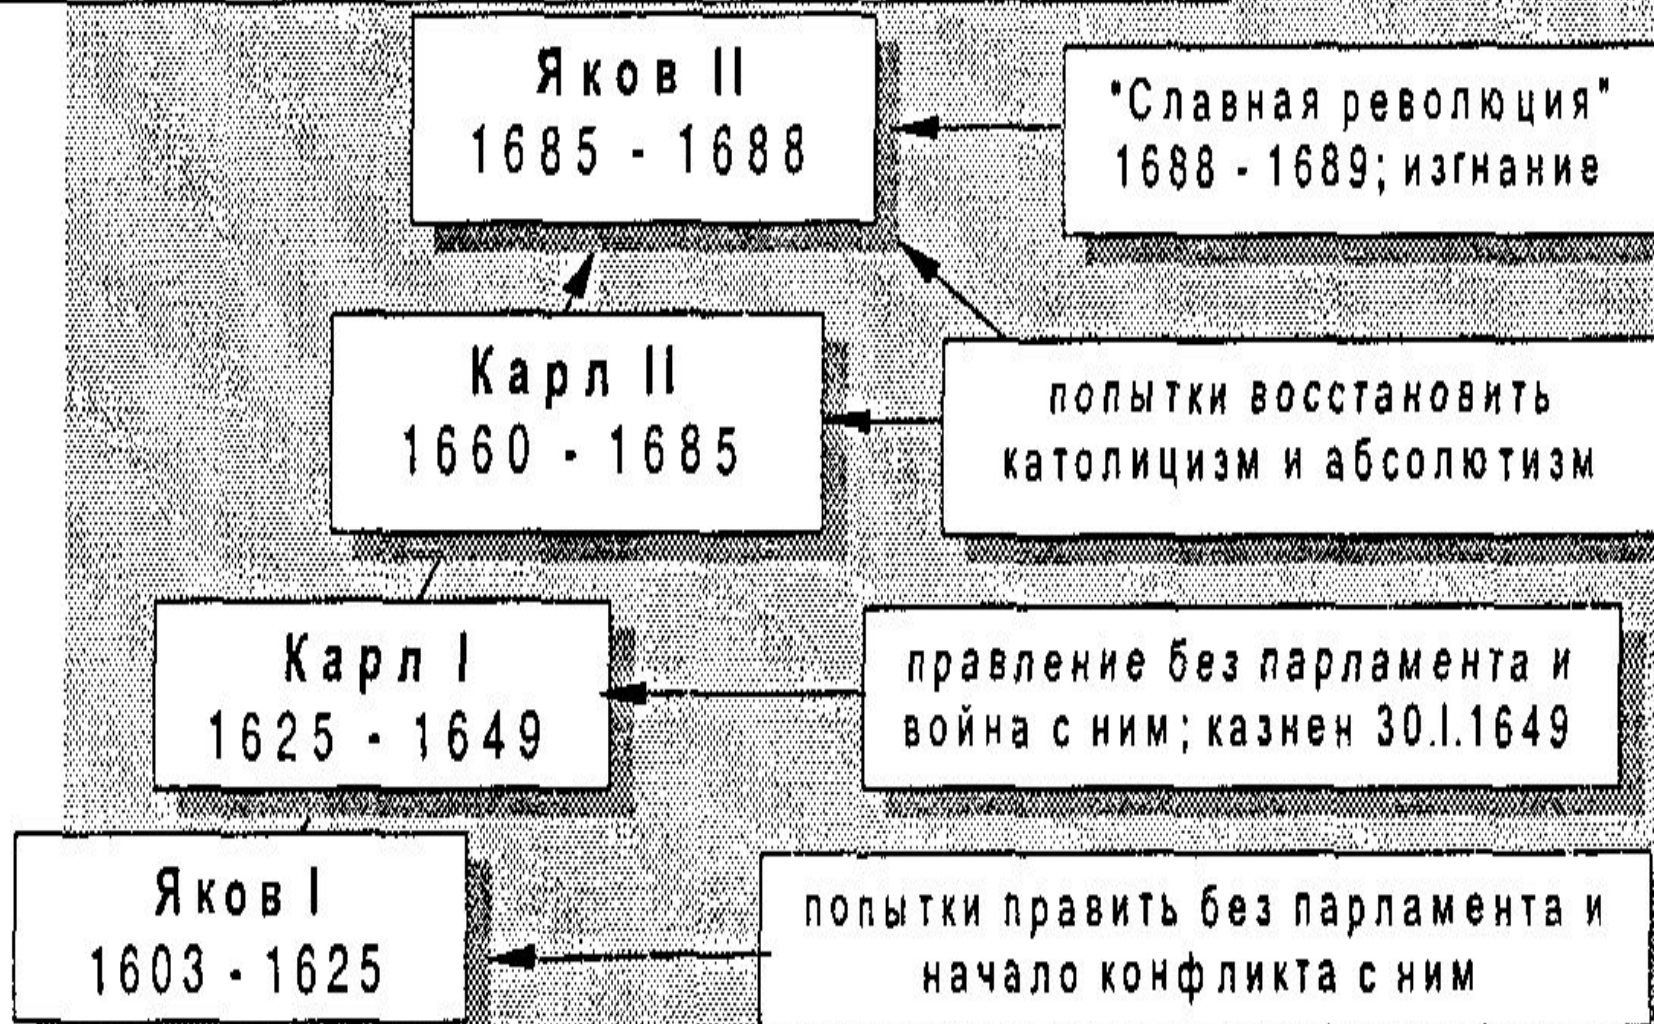 Яков II
1685 - 1688
"Славная революция"
1688 - 1689; изгнание
Карл II
1660 - 1685
попытки восстановить
католицизм и абсолютизм
Карл I
1625 - 1649
правление без парламента и
война с ним; казнен 30.I.1649
Яков I
1603 - 1625
попытки править без парламента и
начало конфликта с ним